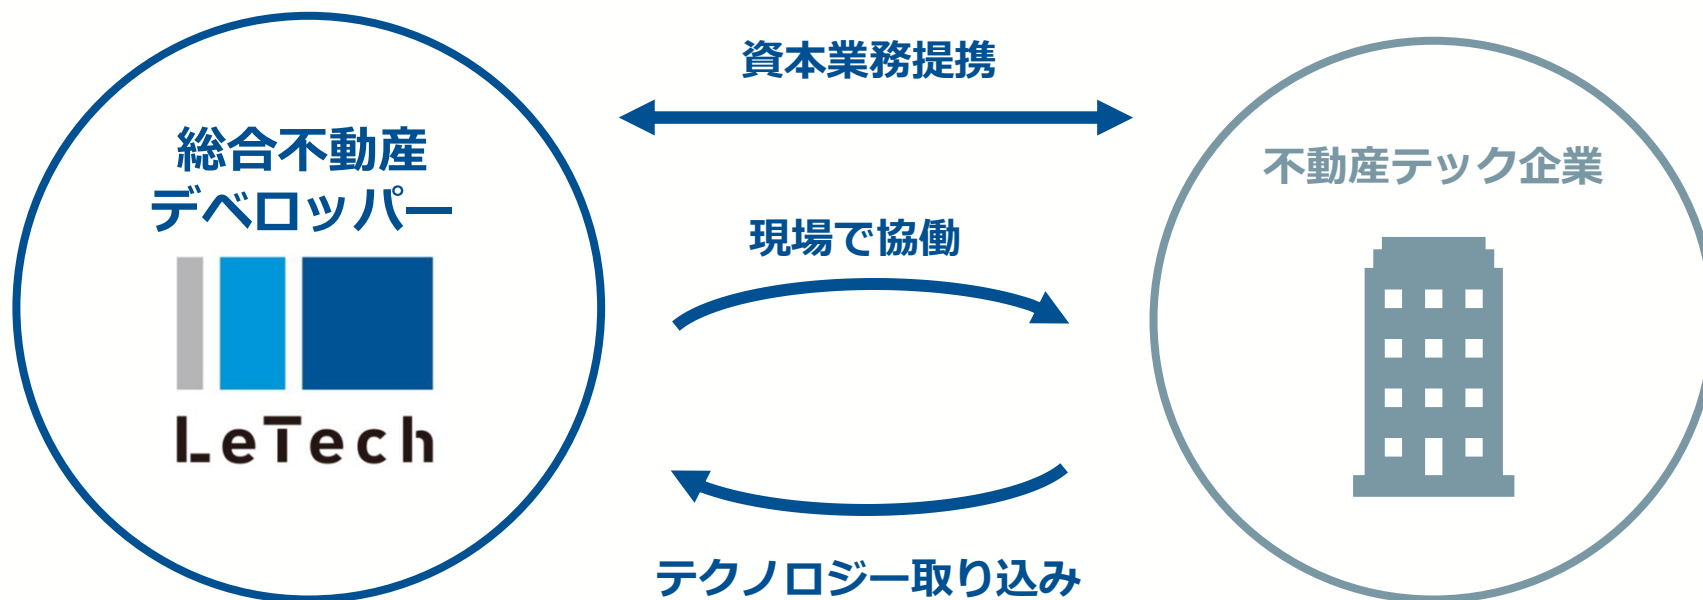 総合不動産
デベロッパー
LeTech
資本業務提携
現場で協働
テクノロジー取り込み
不動産テック企業